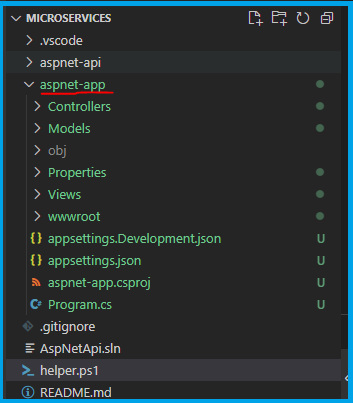 MICROSERVICES
.vscode
aspnet-api
aspnet-app
Controllers
Models
obj
Properties
Views
wwwroot
{} appsettings.Development.json U
{} appsettings.json U
aspnet-app.csproj U
C# Program.cs U
.gitignore
AspNetApi.sln
helper.ps1
README.md